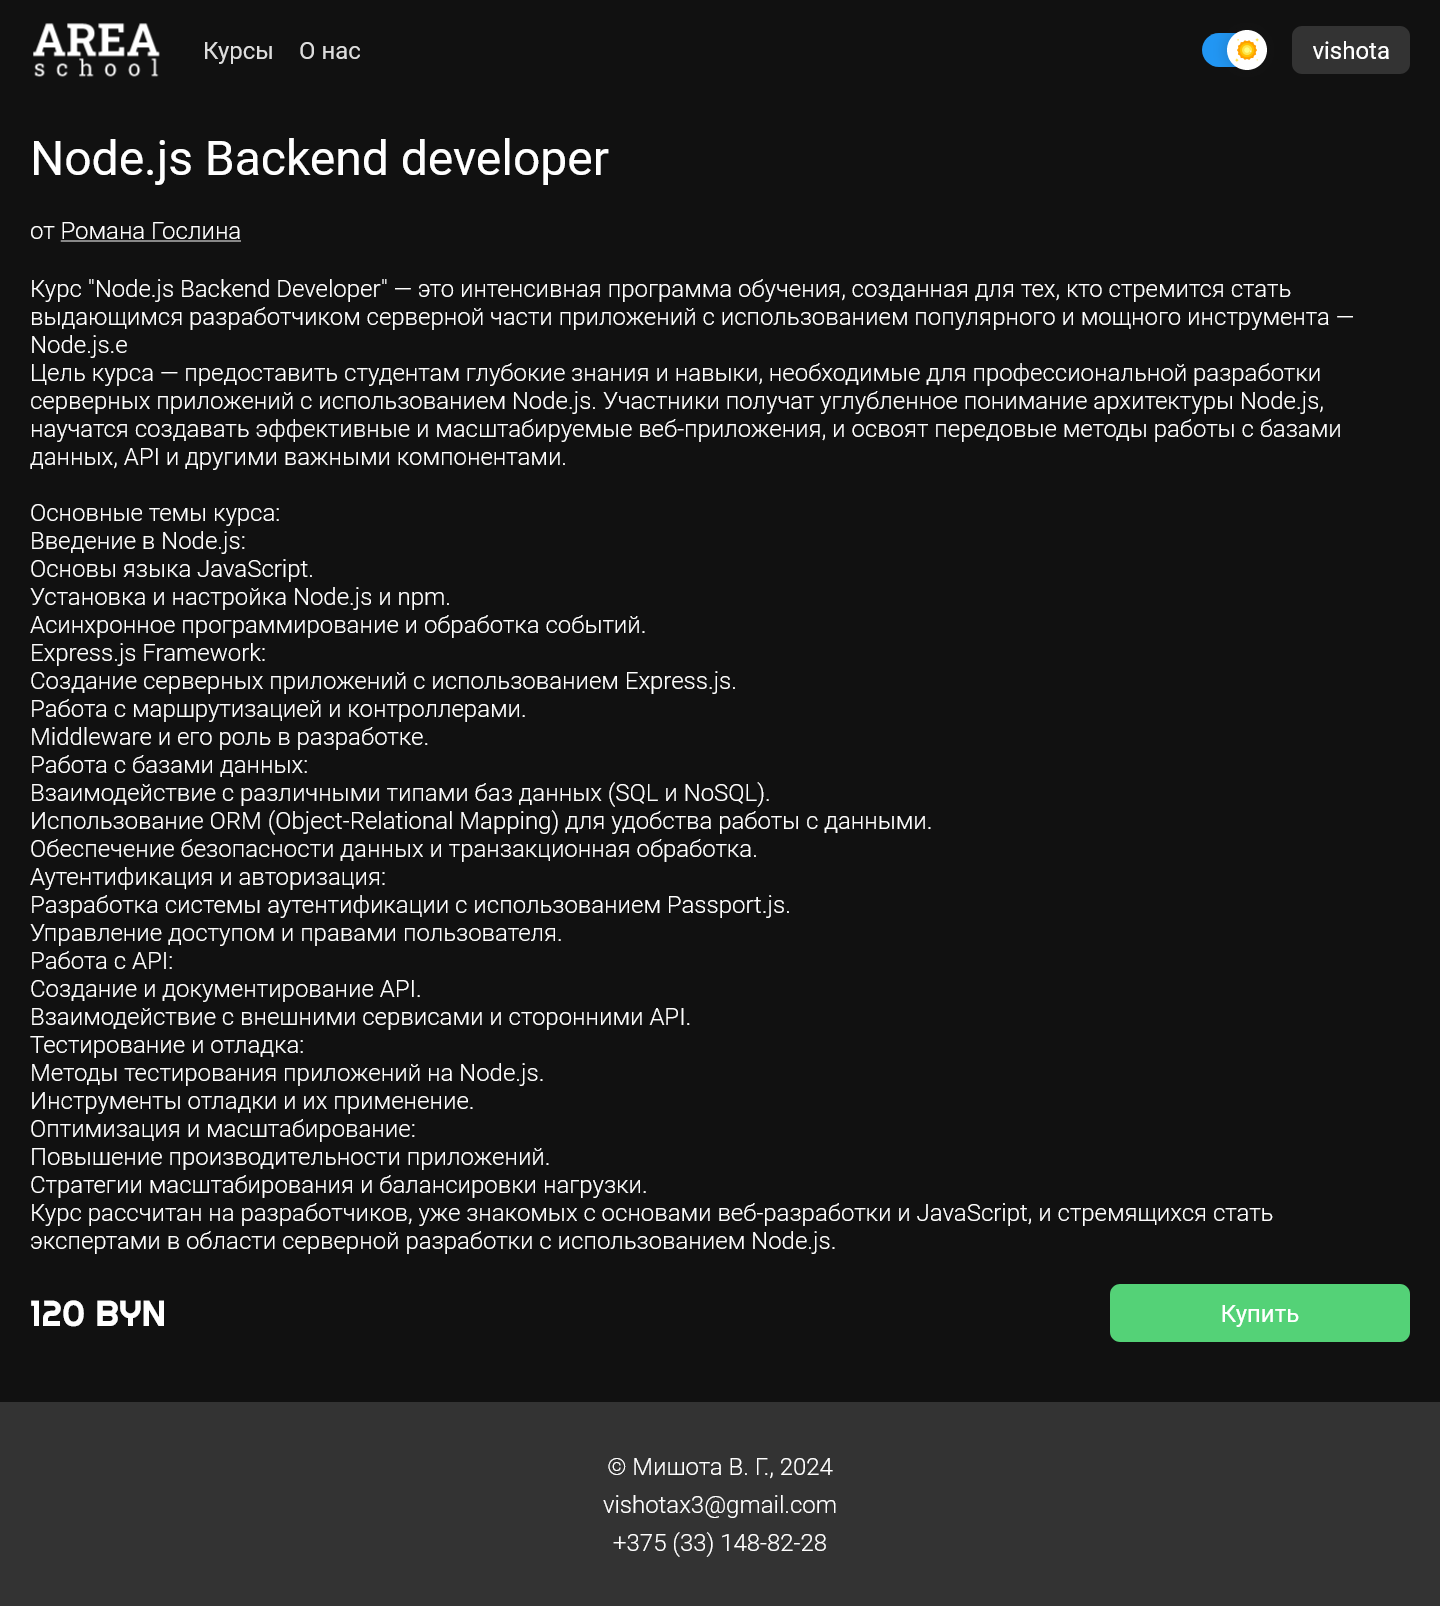 AREA
school
Курсы О нас
vishota
Node.js Backend developer
от Романа Гослина
Курс "Node.js Backend Developer" — это интенсивная программа обучения, созданная для тех, кто стремится стать
выдающимся разработчиком серверной части приложений с использованием популярного и мощного инструмента —
Node.js.е
Цель курса — предоставить студентам глубокие знания и навыки, необходимые для профессиональной разработки
серверных приложений с использованием Node.js. Участники получат углубленное понимание архитектуры Node.js,
научатся создавать эффективные и масштабируемые веб-приложения, и освоят передовые методы работы с базами
данных, API и другими важными компонентами.
Основные темы курса:
Введение в Node.js:
Основы языка JavaScript.
Установка и настройка Node.js и npm.
Асинхронное программирование и обработка событий.
Express.js Framework:
Создание серверных приложений с использованием Express.js.
Работа с маршрутизацией и контроллерами.
Middleware и его роль в разработке.
Работа с базами данных:
Взаимодействие с различными типами баз данных (SQL и NoSQL).
Использование ORM (Object-Relational Mapping) для удобства работы с данными.
Обеспечение безопасности данных и транзакционная обработка.
Аутентификация и авторизация:
Разработка системы аутентификации с использованием Passport.js.
Управление доступом и правами пользователя.
Работа с API:
Создание и документирование API.
Взаимодействие с внешними сервисами и сторонними API.
Тестирование и отладка:
Методы тестирования приложений на Node.js.
Инструменты отладки и их применение.
Оптимизация и масштабирование:
Повышение производительности приложений.
Стратегии масштабирования и балансировки нагрузки.
Курс рассчитан на разработчиков, уже знакомых с основами веб-разработки и JavaScript, и стремящихся стать
экспертами в области серверной разработки с использованием Node.js.
120 BYN
Купить
© Мишота В. Г., 2024
vishotax3@gmail.com
+375 (33) 148-82-28